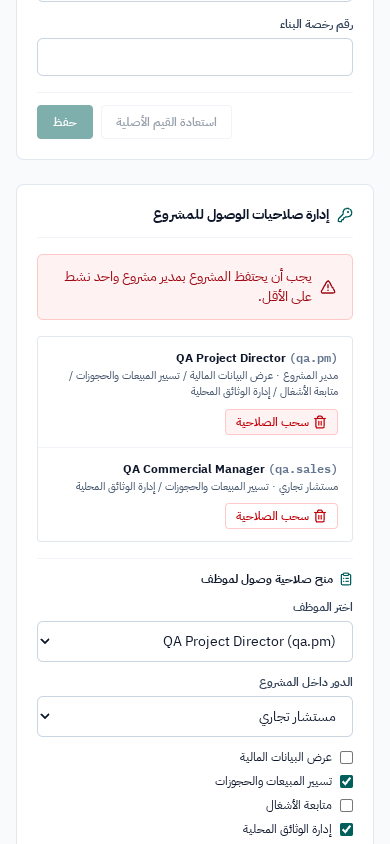 رقم رخصة البناء
استعادة القيم الأصلية
حفظ
إدارة صلاحيات الوصول للمشروع
يجب أن يحتفظ المشروع بمدير مشروع واحد نشط
على الأقل.
QA Project Director (qa.pm)
مدير المشروع · عرض البيانات المالية / تسيير المبيعات والحجوزات /
متابعة الأشغال / إدارة الوثائق المحلية
سحب الصلاحية
QA Commercial Manager (qa.sales)
مستشار تجاري · تسيير المبيعات والحجوزات / إدارة الوثائق المحلية
سحب الصلاحية
منح صلاحية وصول لموظف
اختر الموظف
QA Project Director (qa.pm)
الدور داخل المشروع
مستشار تجاري
عرض البيانات المالية
تسيير المبيعات والحجوزات
متابعة الأشغال
إدارة الوثائق المحلية